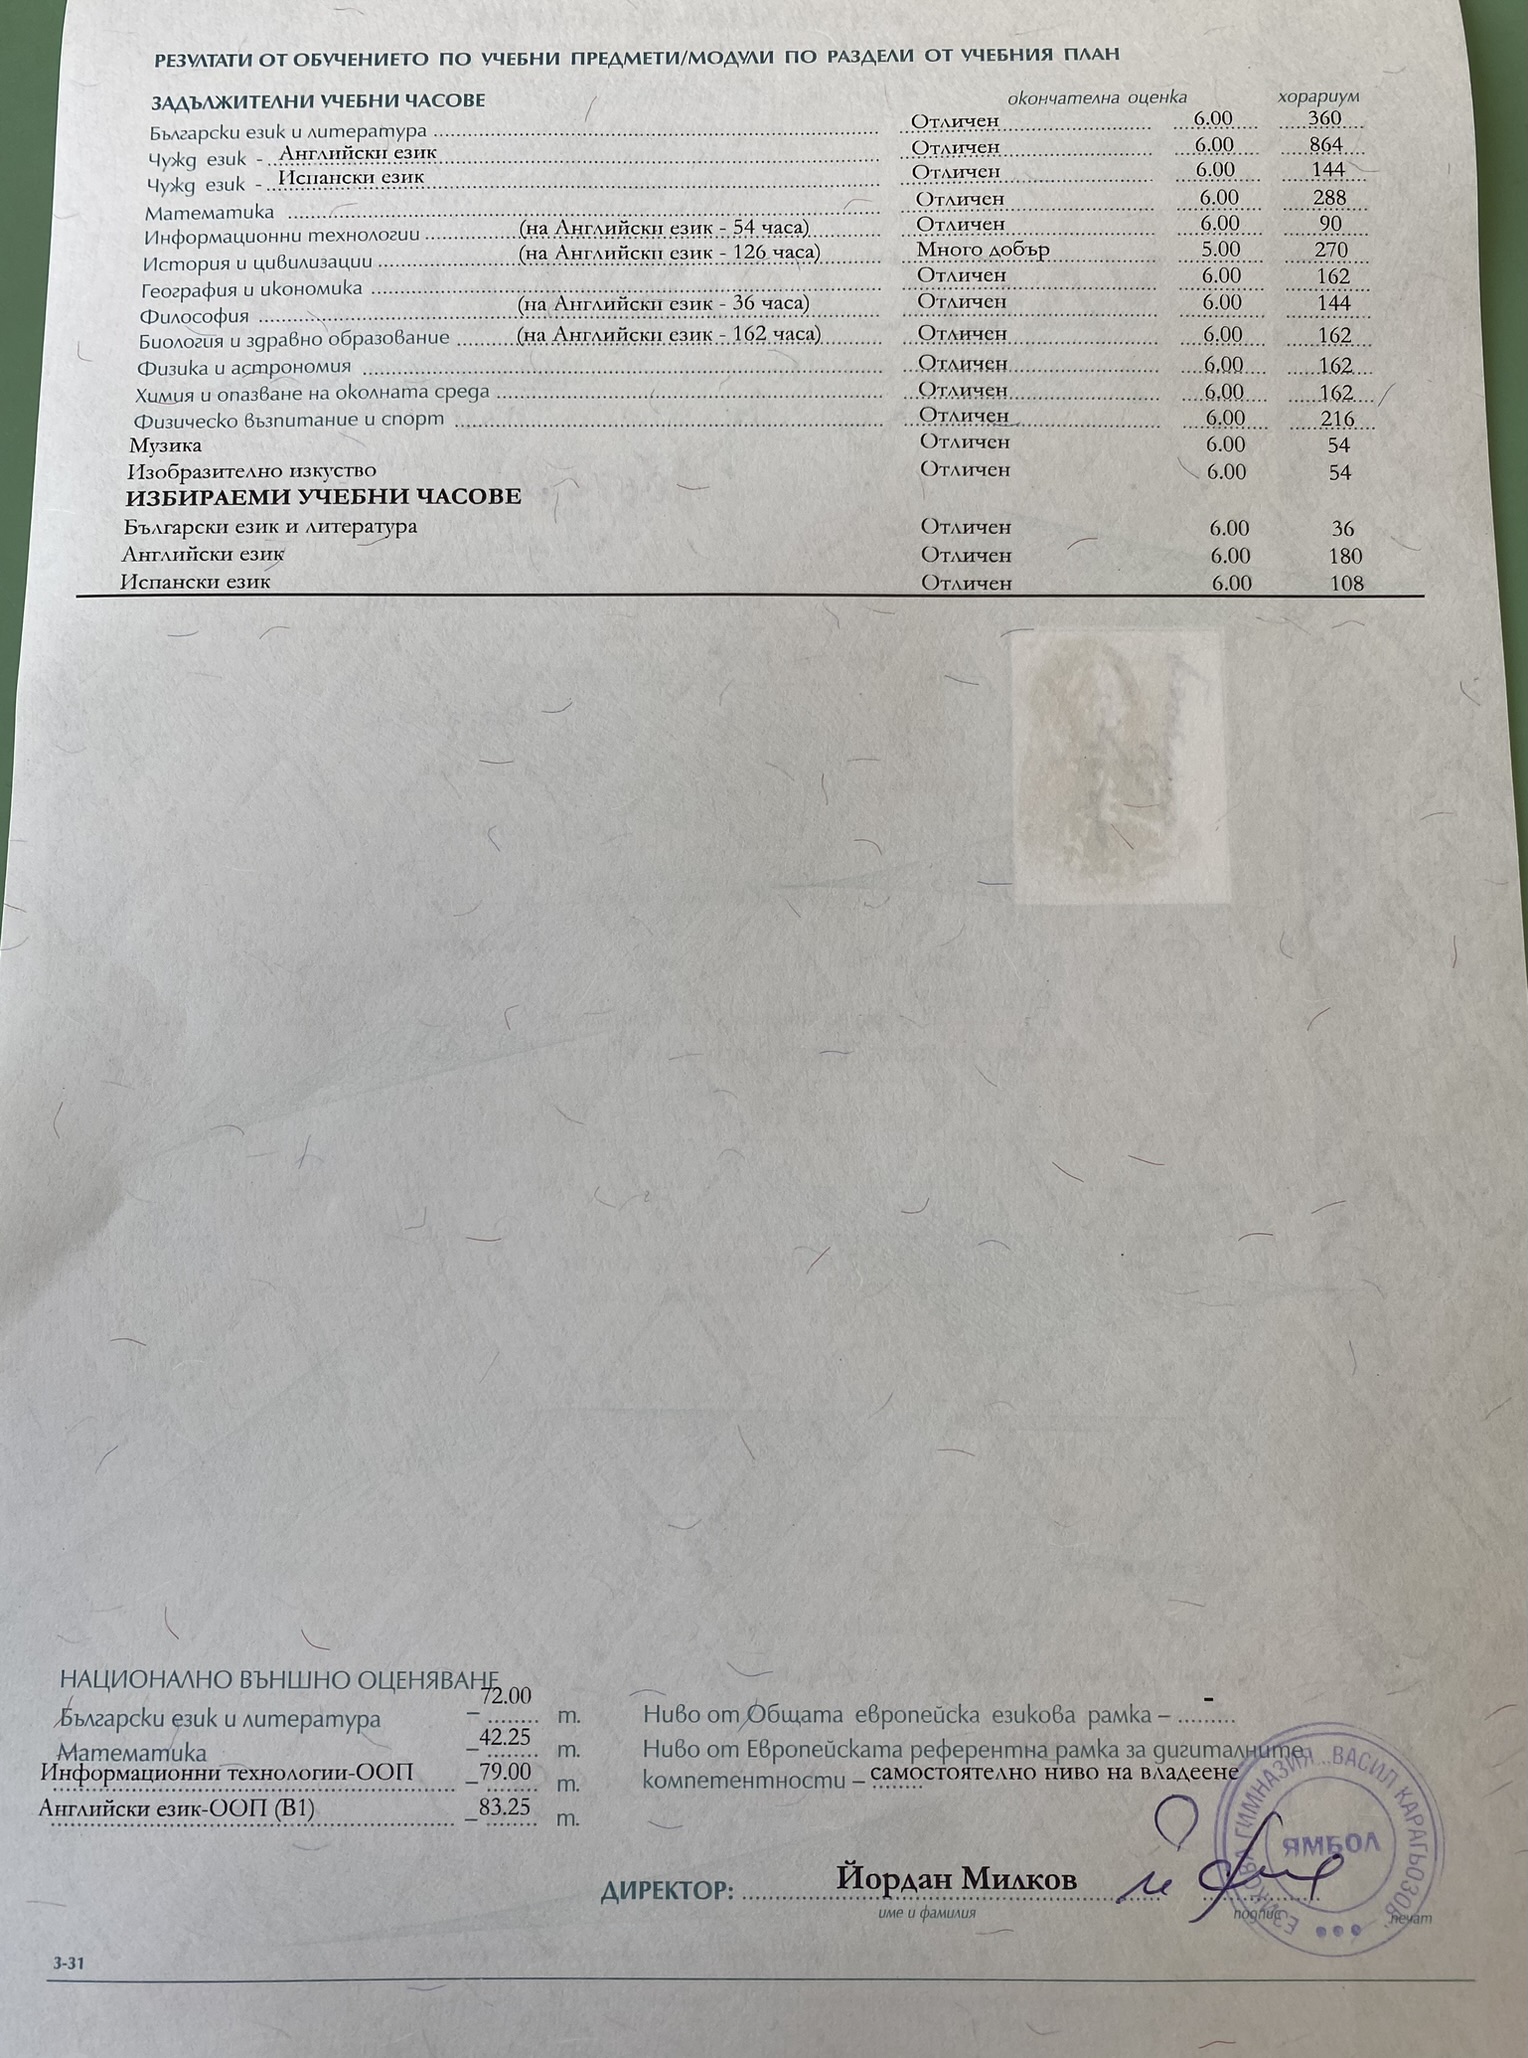 РЕЗУЛТАТИ ОТ ОБУЧЕНИЕТО ПО УЧЕБНИ ПРЕДМЕТИ/МОДУЛИ ПО РАЗДЕЛИ ОТ УЧЕБНИЯ ПЛАН
ЗАДЪЛЖИТЕЛНИ УЧЕБНИ ЧАСОВЕ окончателна оценка хорариум
Български език и литература Отличен 6.00 360
Чужд език - Английски език Отличен 6.00 864
Чужд език - Испански език Отличен 6.00 144
Математика Отличен 6.00 288
Информационни технологии (на Английски език - 54 часа) Отличен 6.00 90
История и цивилизации (на Английски език - 126 часа) Много добър 5.00 270
География и икономика Отличен 6.00 162
Философия (на Английски език - 36 часа) Отличен 6.00 144
Биология и здравно образование (на Английски език - 162 часа) Отличен 6.00 162
Физика и астрономия Отличен 6.00 162
Химия и опазване на околната среда Отличен 6.00 162
Физическо възпитание и спорт Отличен 6.00 216
Музика Отличен 6.00 54
Изобразително изкуство Отличен 6.00 54
ИЗБИРАЕМИ УЧЕБНИ ЧАСОВЕ
Български език и литература Отличен 6.00 36
Английски език Отличен 6.00 180
Испански език Отличен 6.00 108
НАЦИОНАЛНО ВЪНШНО ОЦЕНЯВАНЕ
Български език и литература – 72.00 т. Ниво от Общата европейска езикова рамка – -
Математика – 42.25 т. Ниво от Европейската референтна рамка за дигиталните
Информационни технологии-ООП – 79.00 т. компетентности – самостоятелно ниво на владеене
Английски език-ООП (B1) – 83.25 т.
ДИРЕКТОР: Йордан Милков
име и фамилия подпис печат
ЕЗИКОВА ГИМНАЗИЯ „ВАСИЛ КАРАГЬОЗОВ"
ЯМБОЛ
3-31